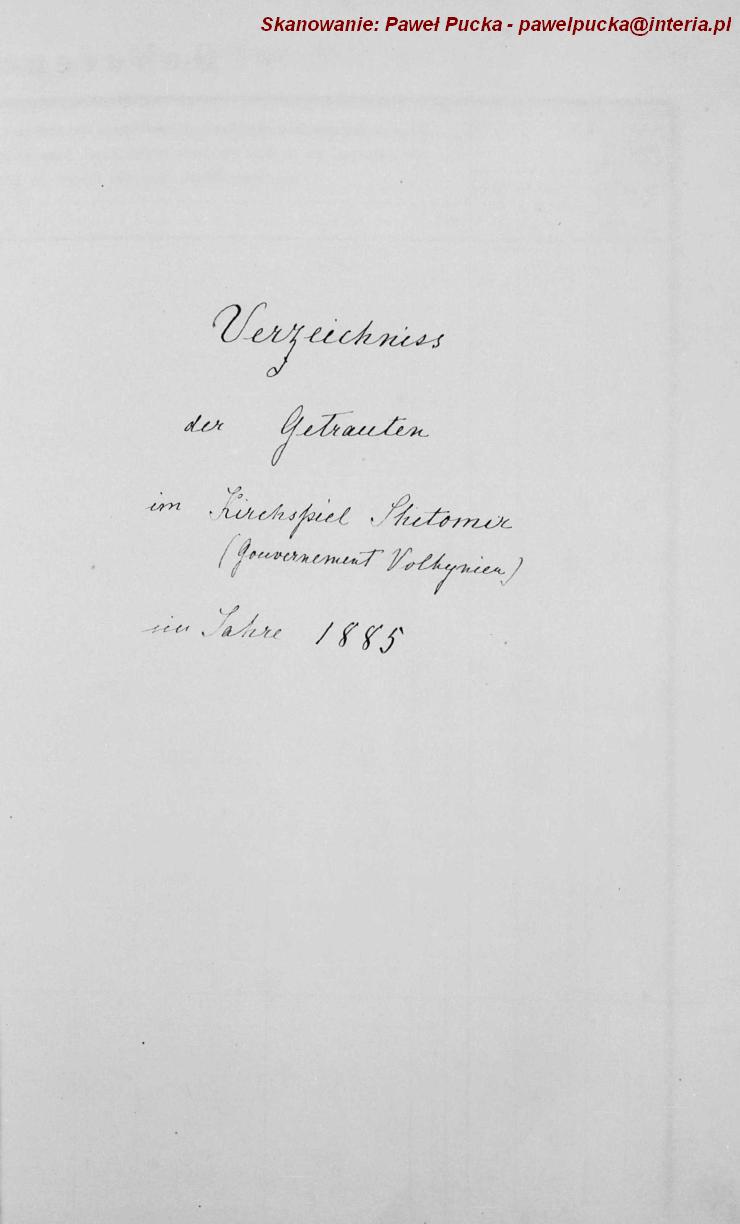 Skanowanie: Paweł Pucka - pawelpucka@interia.pl
Verzeichniss
der Getrauten
im Kirchspiel Shitomir
(Gouvernement Volhynien)
im Jahre 1885